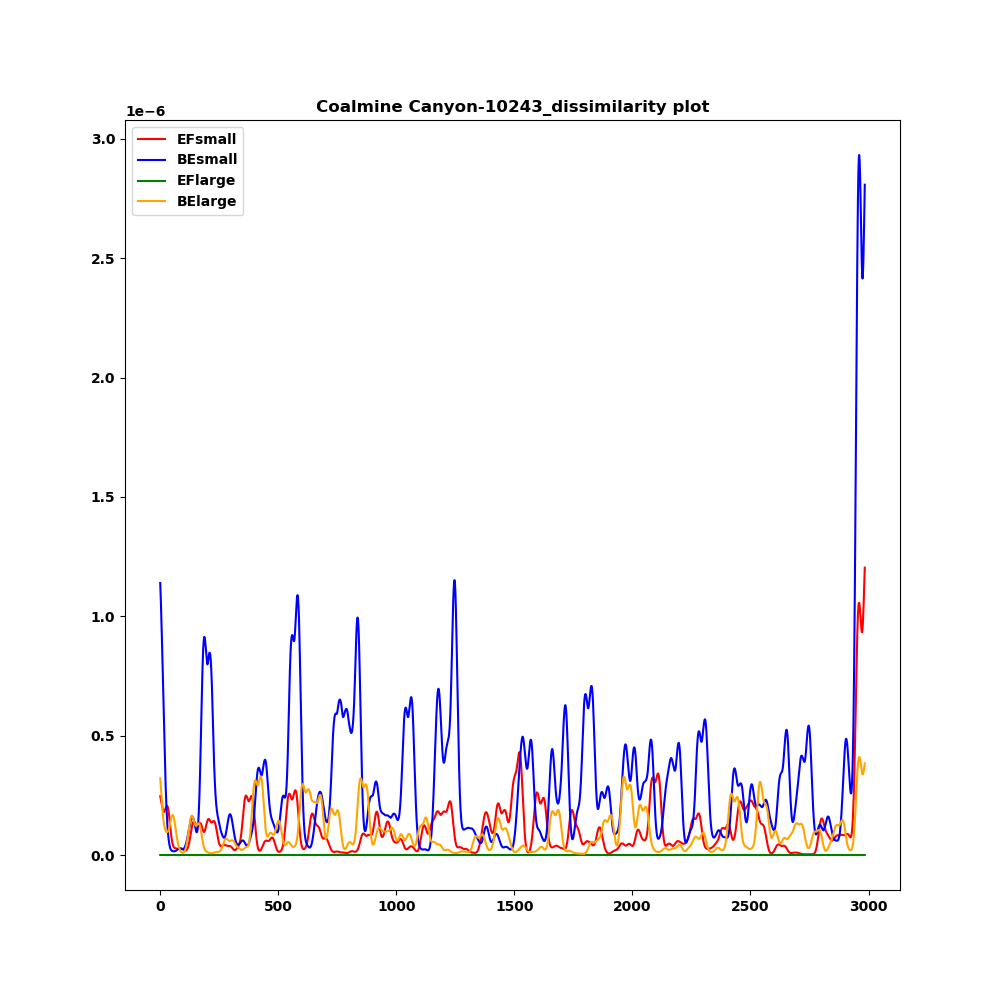 Coalmine Canyon-10243_dissimilarity plot
1e−6
EFsmall
BEsmall
EFlarge
BElarge
3.0
2.5
2.0
1.5
1.0
0.5
0.0
0 500 1000 1500 2000 2500 3000